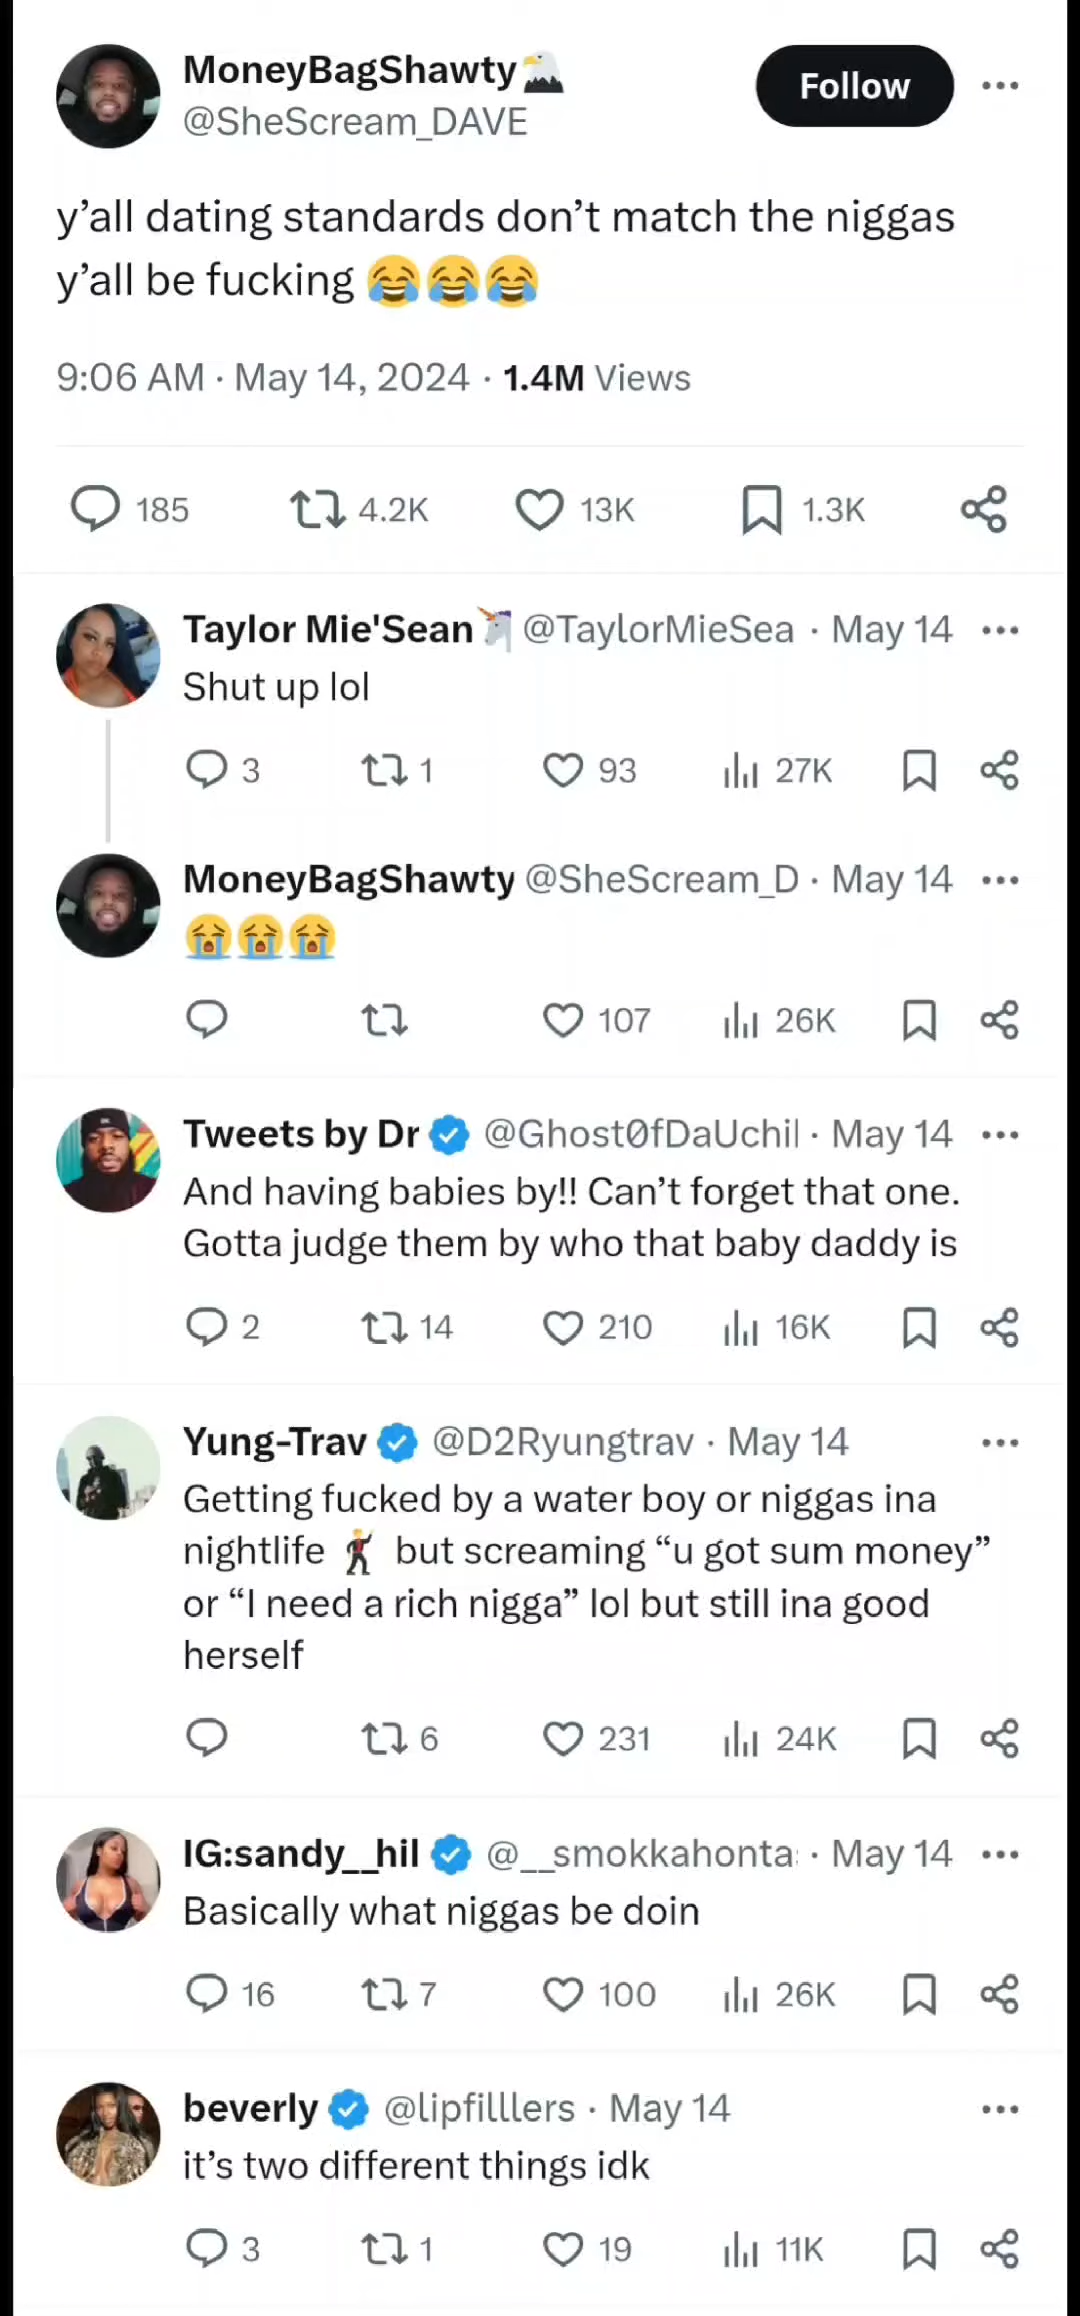 MoneyBagShawty🦅
@SheScream_DAVE
Follow
y'all dating standards don't match the niggas
y'all be fucking 😂😂😂
9:06 AM · May 14, 2024 · 1.4M Views
185 4.2K 13K 1.3K
Taylor Mie'Sean🦄 @TaylorMieSea · May 14
Shut up lol
3 1 93 27K
MoneyBagShawty @SheScream_D · May 14
😭😭😭
107 26K
Tweets by Dr @Ghost0fDaUchil · May 14
And having babies by!! Can't forget that one.
Gotta judge them by who that baby daddy is
2 14 210 16K
Yung-Trav @D2Ryungtrav · May 14
Getting fucked by a water boy or niggas ina
nightlife 🕺 but screaming “u got sum money”
or “I need a rich nigga” lol but still ina good
herself
6 231 24K
IG:sandy__hil @__smokkahonta · May 14
Basically what niggas be doin
16 7 100 26K
beverly @lipfilllers · May 14
it's two different things idk
3 1 19 11K